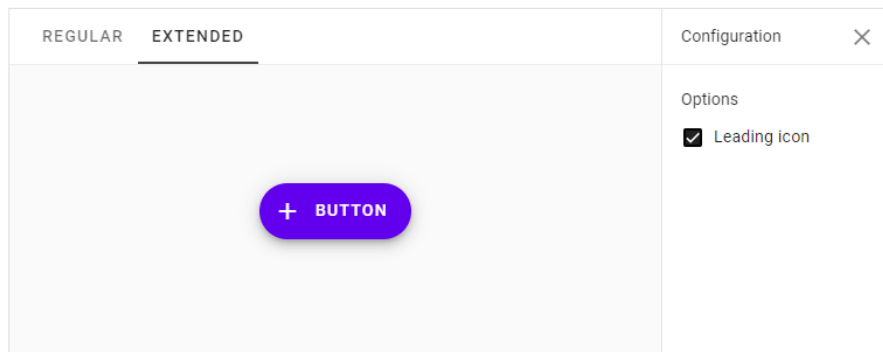 REGULAR EXTENDED
Configuration
Options
Leading icon
BUTTON